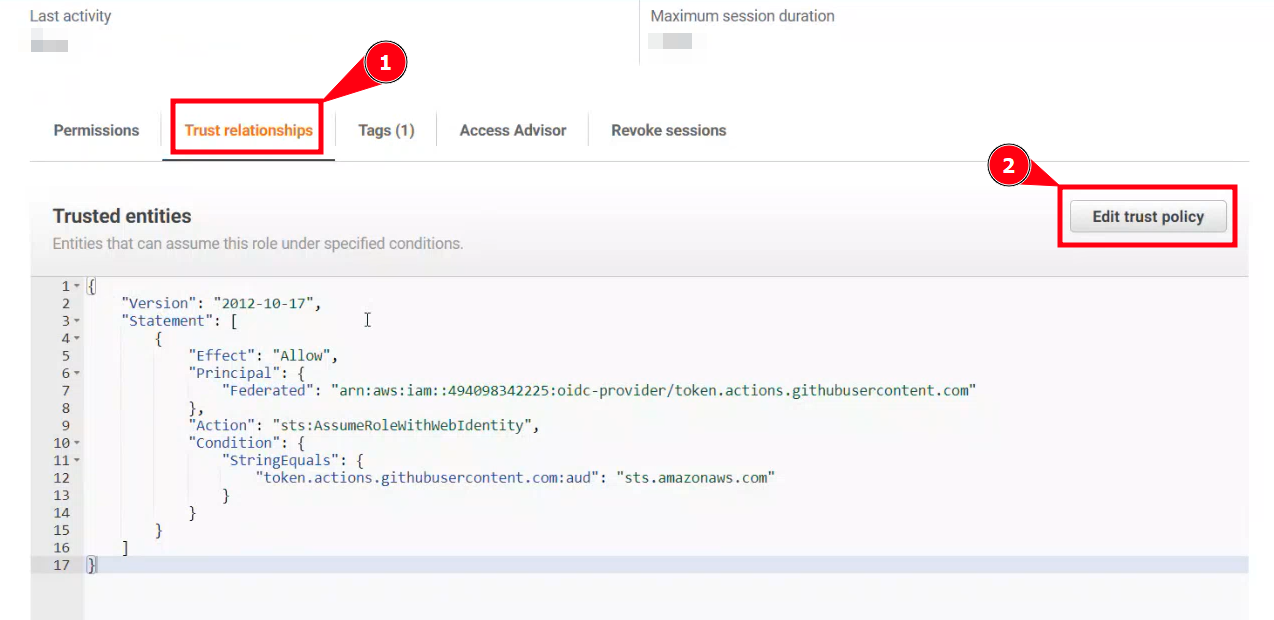 Last activity
Maximum session duration
1
Permissions
Trust relationships
Tags (1)
Access Advisor
Revoke sessions
2
Trusted entities
Edit trust policy
Entities that can assume this role under specified conditions.
1 {
2     "Version": "2012-10-17",
3     "Statement": [
4         {
5             "Effect": "Allow",
6             "Principal": {
7                 "Federated": "arn:aws:iam::494098342225:oidc-provider/token.actions.githubusercontent.com"
8             },
9             "Action": "sts:AssumeRoleWithWebIdentity",
10             "Condition": {
11                 "StringEquals": {
12                     "token.actions.githubusercontent.com:aud": "sts.amazonaws.com"
13                 }
14             }
15         }
16     ]
17 }